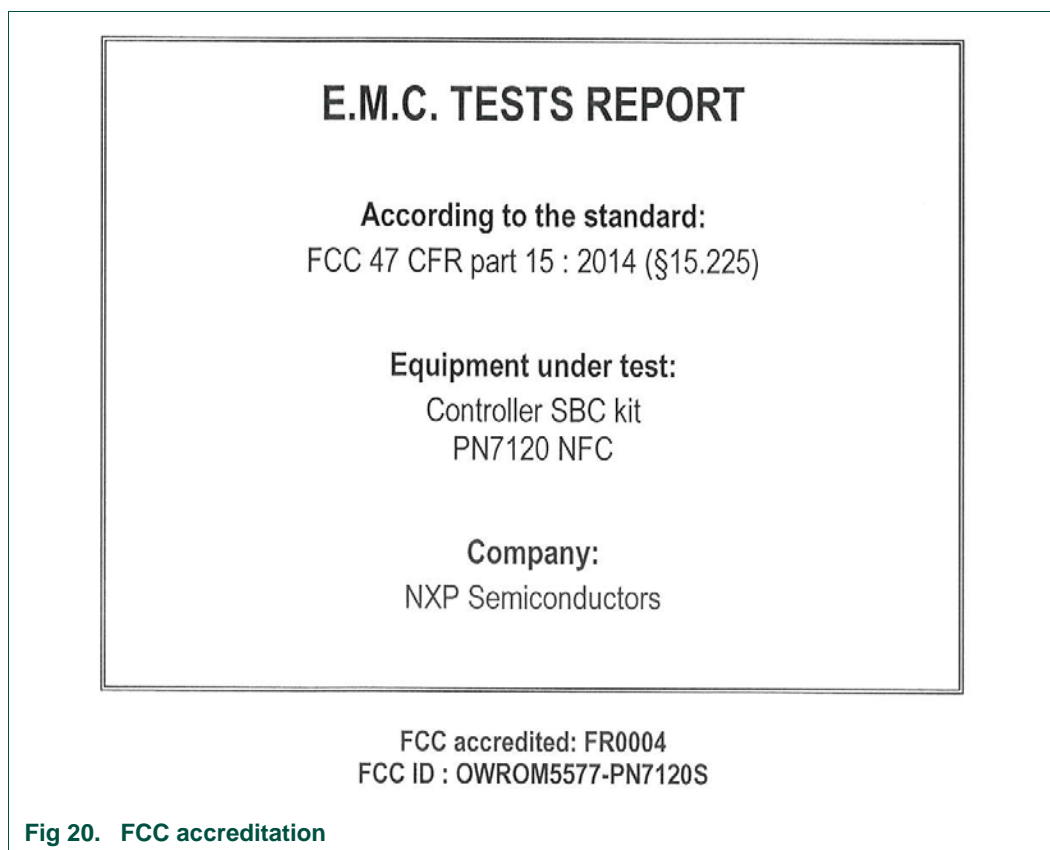 E.M.C. TESTS REPORT
According to the standard:
FCC 47 CFR part 15 : 2014 (§15.225)
Equipment under test:
Controller SBC kit
PN7120 NFC
Company:
NXP Semiconductors
FCC accredited: FR0004
FCC ID : OWROM5577-PN7120S
Fig 20. FCC accreditation